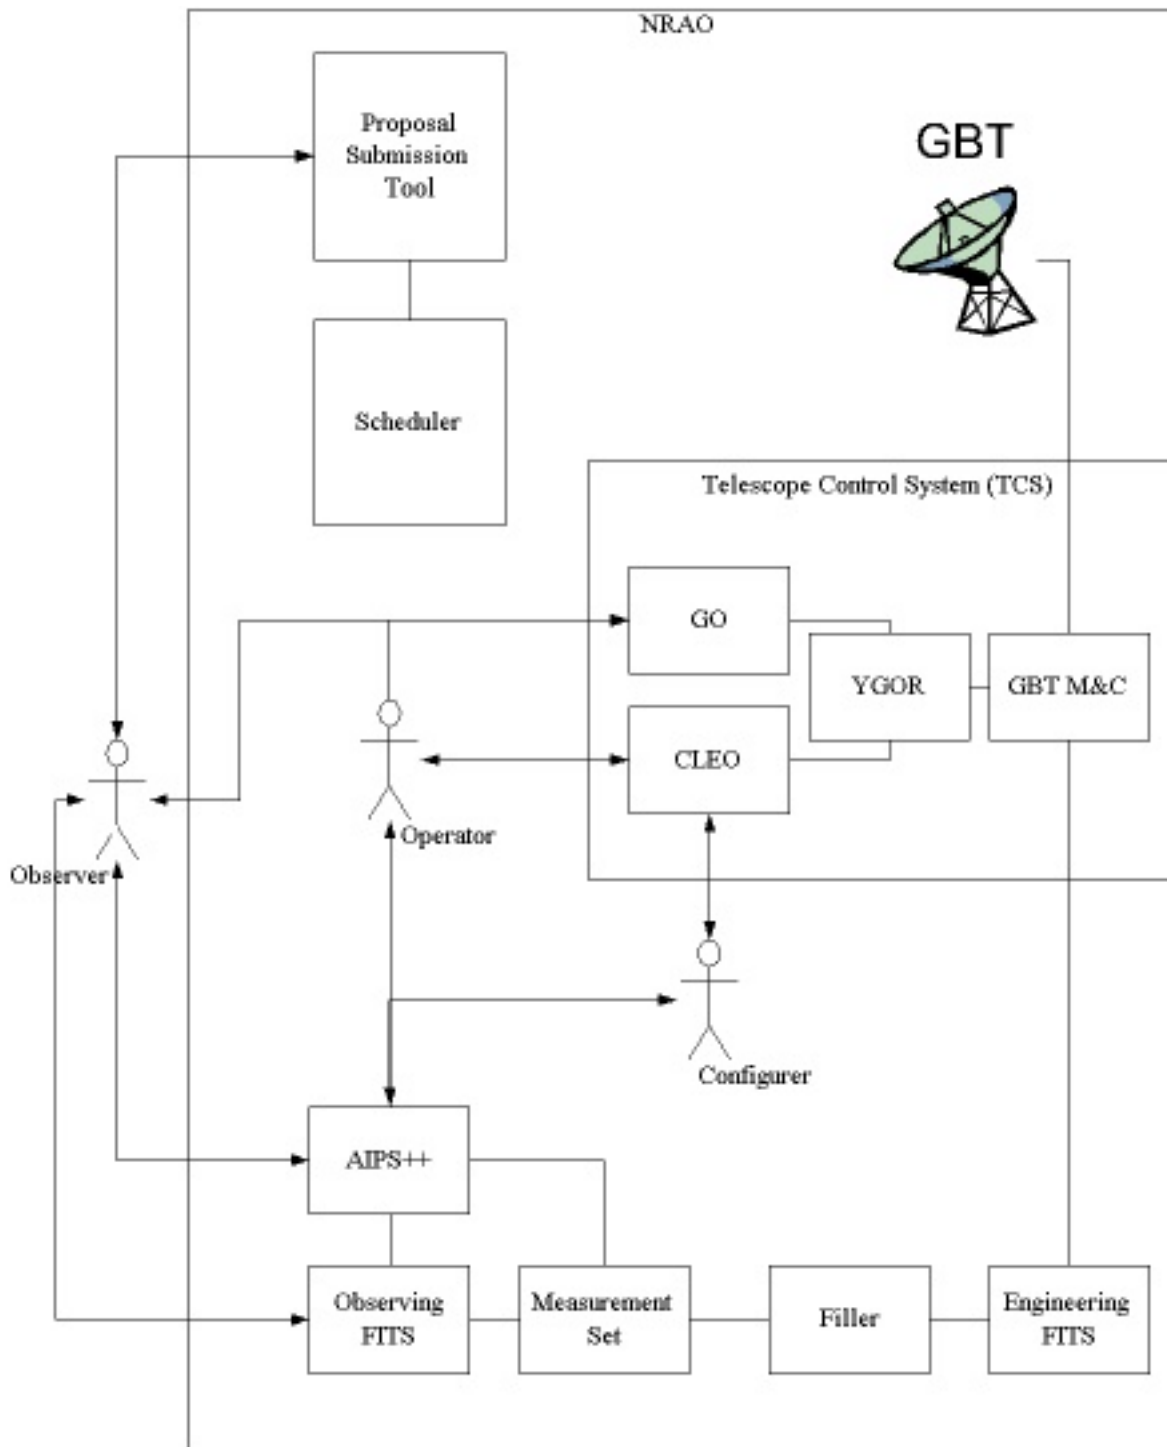 NRAO
Proposal
Submission
Tool
GBT
Scheduler
Telescope Control System (TCS)
GO
YGOR
GBT M&C
CLEO
Operator
Observer
Configurer
AIPS++
Observing
FITS
Measurement
Set
Filler
Engineering
FITS